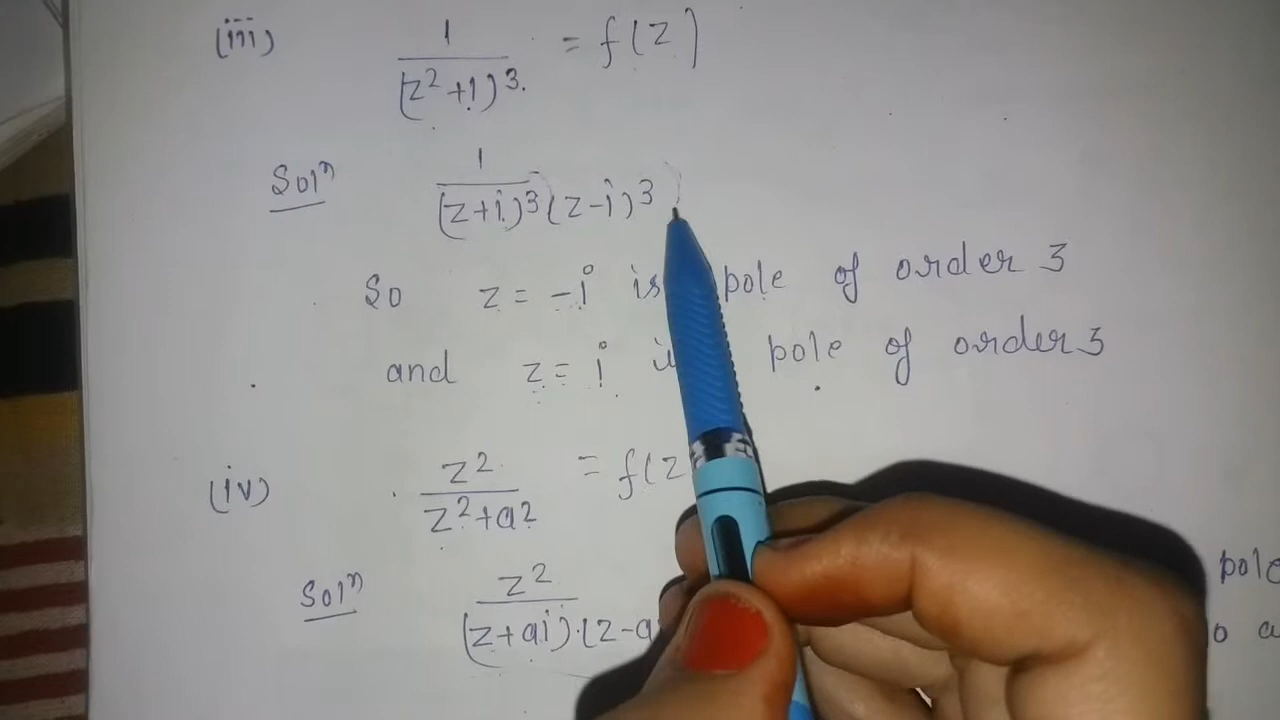 (iii) 1/(z²+1)³ = f(z)
Solⁿ 1/(z+i)³(z-i)³
So z = -i is pole of order 3
and z = i pole of order 3
(iv) z²/z²+a² = f(z
Solⁿ z²/(z+ai)·(z-a